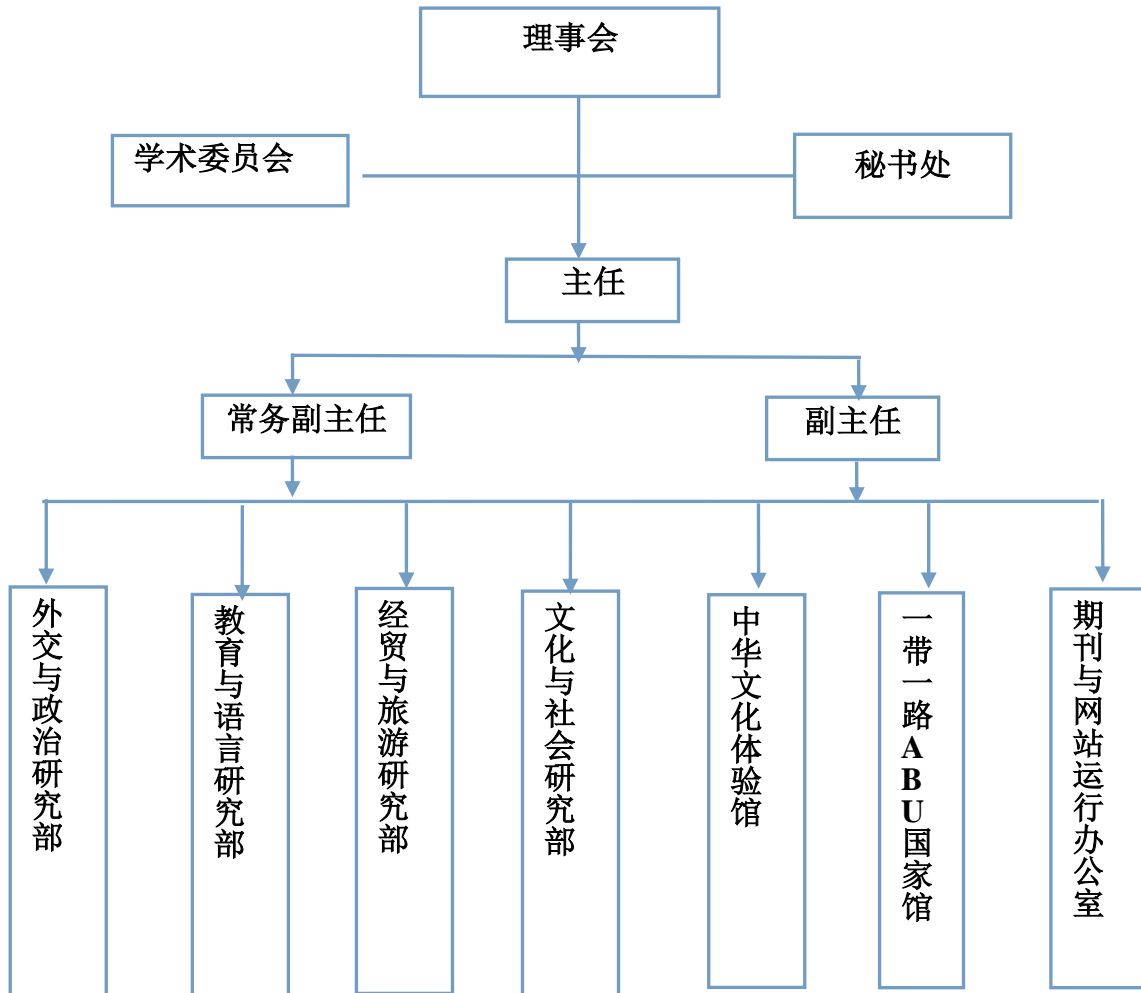 理事会
学术委员会
秘书处
主任
常务副主任
副主任
外交与政治研究部
教育与语言研究部
经贸与旅游研究部
文化与社会研究部
中华文化体验馆
一带一路ABU国家馆
期刊与网站运行办公室